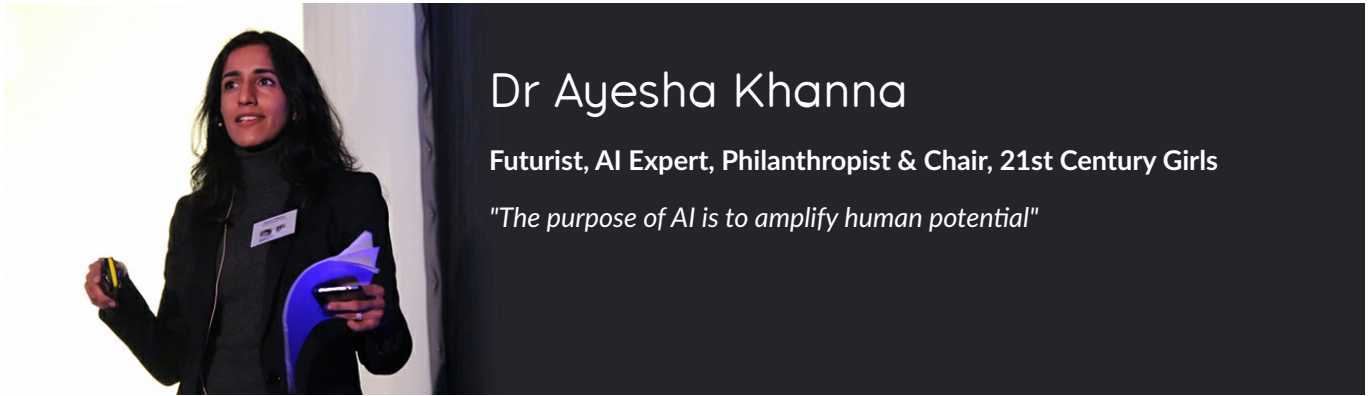 Dr Ayesha Khanna
Futurist, AI Expert, Philanthropist & Chair, 21st Century Girls
"The purpose of AI is to amplify human potential"